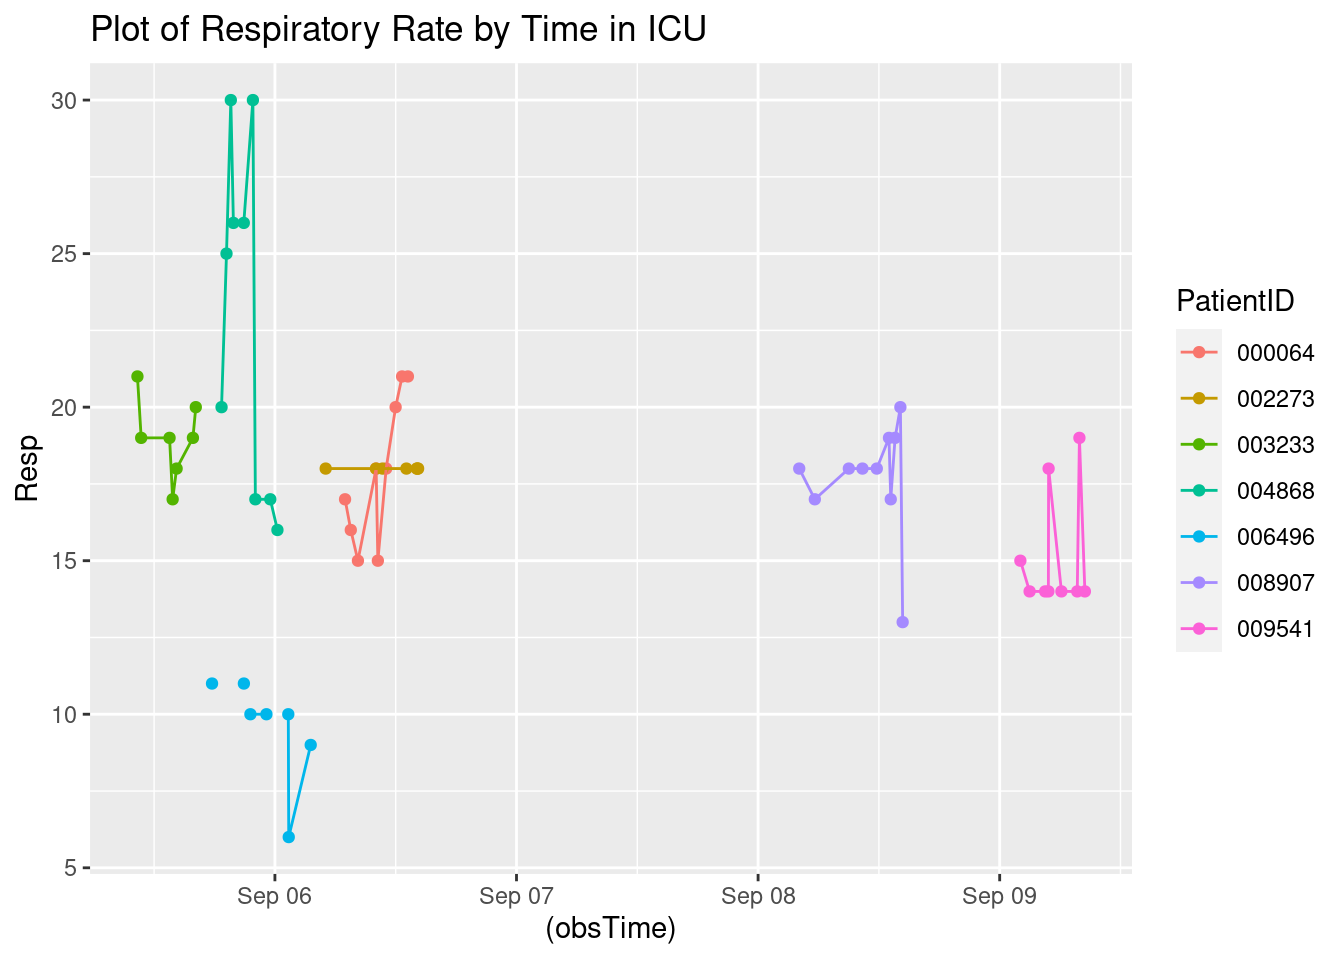 Plot of Respiratory Rate by Time in ICU
30
25
20
15
10
5
Resp
Sep 06
Sep 07
Sep 08
Sep 09
(obsTime)
PatientID
000064
002273
003233
004868
006496
008907
009541